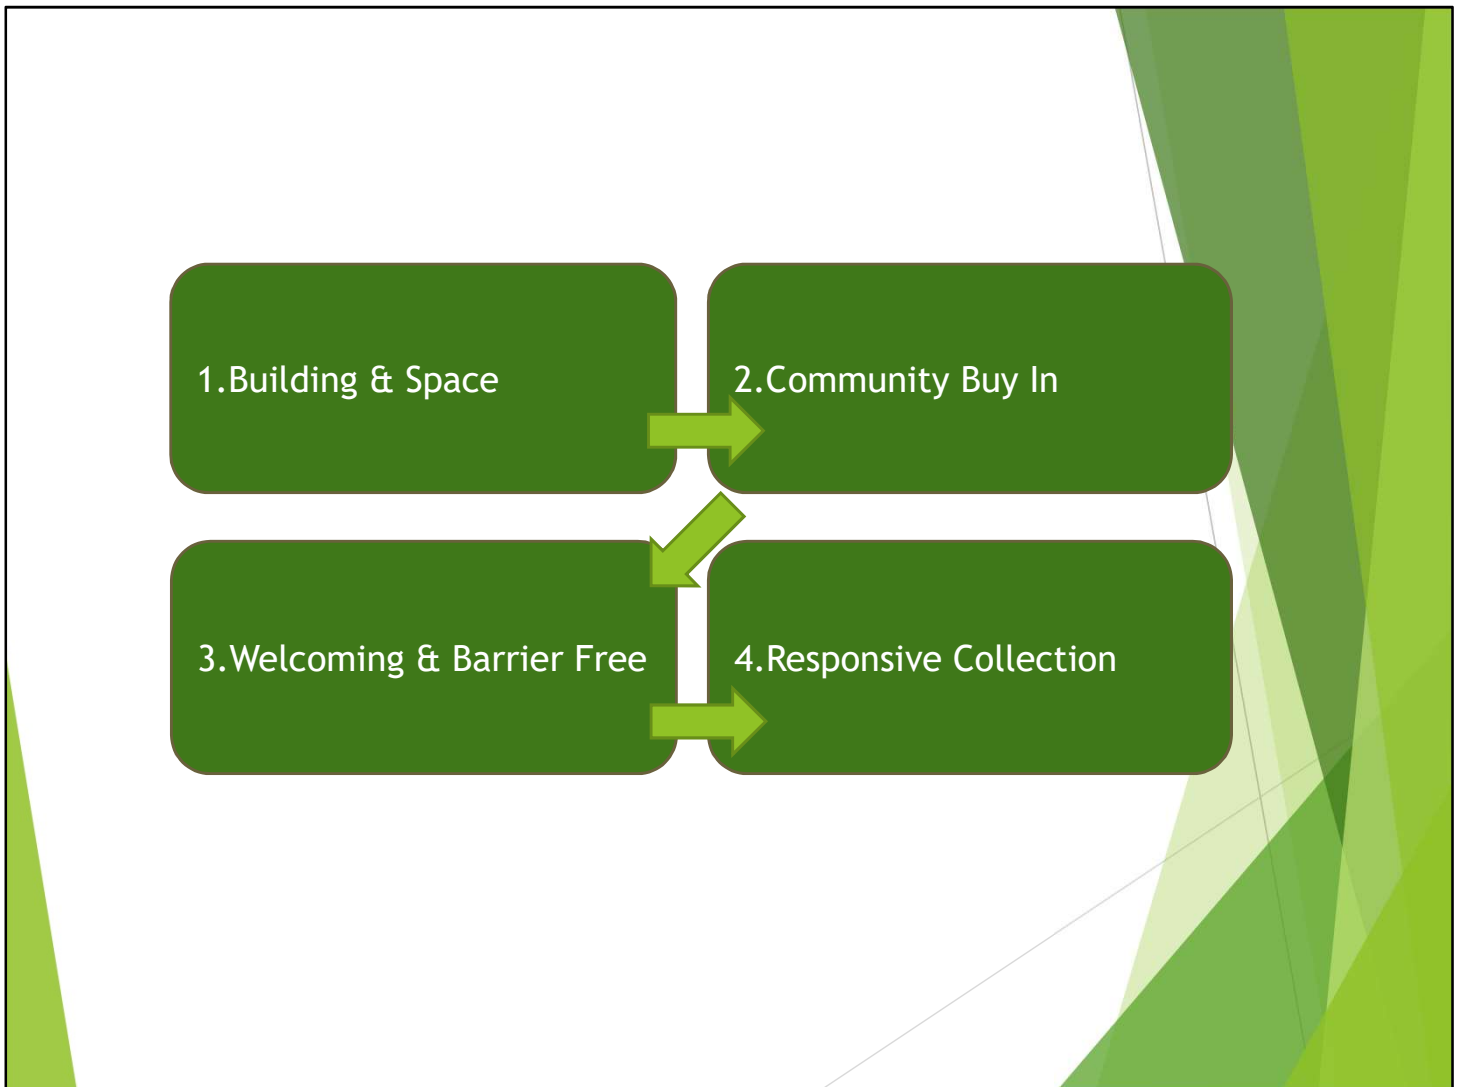 1.Building & Space
2.Community Buy In
3.Welcoming & Barrier Free
4.Responsive Collection